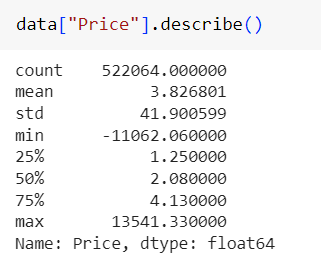 data["Price"].describe()
count    522064.000000
mean          3.826801
std          41.900599
min      -11062.060000
25%           1.250000
50%           2.080000
75%           4.130000
max       13541.330000
Name: Price, dtype: float64